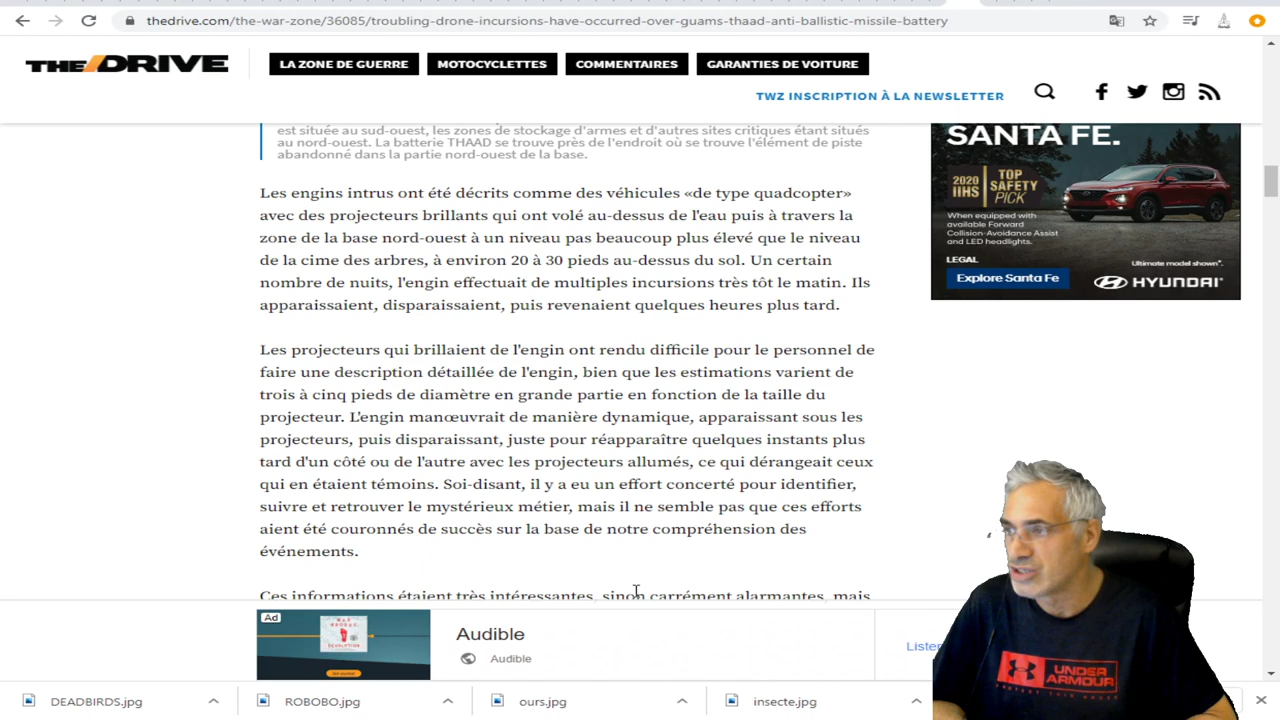 thedrive.com/the-war-zone/36085/troubling-drone-incursions-have-occurred-over-guams-thaad-anti-ballistic-missile-battery
THE/DRIVE
LA ZONE DE GUERRE
MOTOCYCLETTES
COMMENTAIRES
GARANTIES DE VOITURE
TWZ INSCRIPTION À LA NEWSLETTER
est située au sud-ouest, les zones de stockage d'armes et d'autres sites critiques étant situés
au nord-ouest. La batterie THAAD se trouve près de l'endroit où se trouve l'élément de piste
abandonné dans la partie nord-ouest de la base.
Les engins intrus ont été décrits comme des véhicules «de type quadcopter»
avec des projecteurs brillants qui ont volé au-dessus de l'eau puis à travers la
zone de la base nord-ouest à un niveau pas beaucoup plus élevé que le niveau
de la cime des arbres, à environ 20 à 30 pieds au-dessus du sol. Un certain
nombre de nuits, l'engin effectuait de multiples incursions très tôt le matin. Ils
apparaissaient, disparaissaient, puis revenaient quelques heures plus tard.
Les projecteurs qui brillaient de l'engin ont rendu difficile pour le personnel de
faire une description détaillée de l'engin, bien que les estimations varient de
trois à cinq pieds de diamètre en grande partie en fonction de la taille du
projecteur. L'engin manœuvrait de manière dynamique, apparaissant sous les
projecteurs, puis disparaissant, juste pour réapparaître quelques instants plus
tard d'un côté ou de l'autre avec les projecteurs allumés, ce qui dérangeait ceux
qui en étaient témoins. Soi-disant, il y a eu un effort concerté pour identifier,
suivre et retrouver le mystérieux métier, mais il ne semble pas que ces efforts
aient été couronnés de succès sur la base de notre compréhension des
événements.
Ces informations étaient très intéressantes, sinon carrément alarmantes, mais
SANTA FE.
2020
IIHS
TOP
SAFETY
PICK
When equipped with
available Forward
Collision-Avoidance Assist
and LED headlights.
LEGAL
Ultimate model shown*.
Explore Santa Fe
HYUNDAI
Ad
Audible
Audible
Listen
UNDER
ARMOUR
PROTECT THIS HOUSE
DEADBIRDS.jpg
ROBOBO.jpg
ours.jpg
insecte.jpg